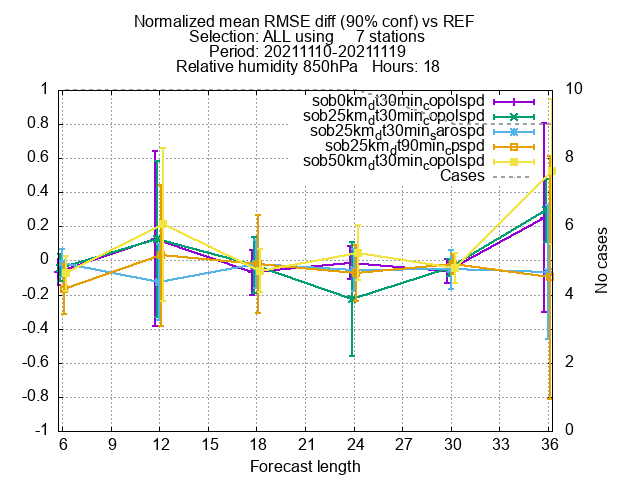 Normalized mean RMSE diff (90% conf) vs REF
Selection: ALL using 7 stations
Period: 20211110-20211119
Relative humidity 850hPa Hours: 18
sob0km_dt30min_copolspd
sob25km_dt30min_copolspd
sob25km_dt30min_sarospd
sob25km_dt90min_cpspd
sob50km_dt30min_copolspd
Cases
1
0.8
0.6
0.4
0.2
0
-0.2
-0.4
-0.6
-0.8
-1
10
8
6
4
2
0
No cases
6 9 12 15 18 21 24 27 30 33 36
Forecast length